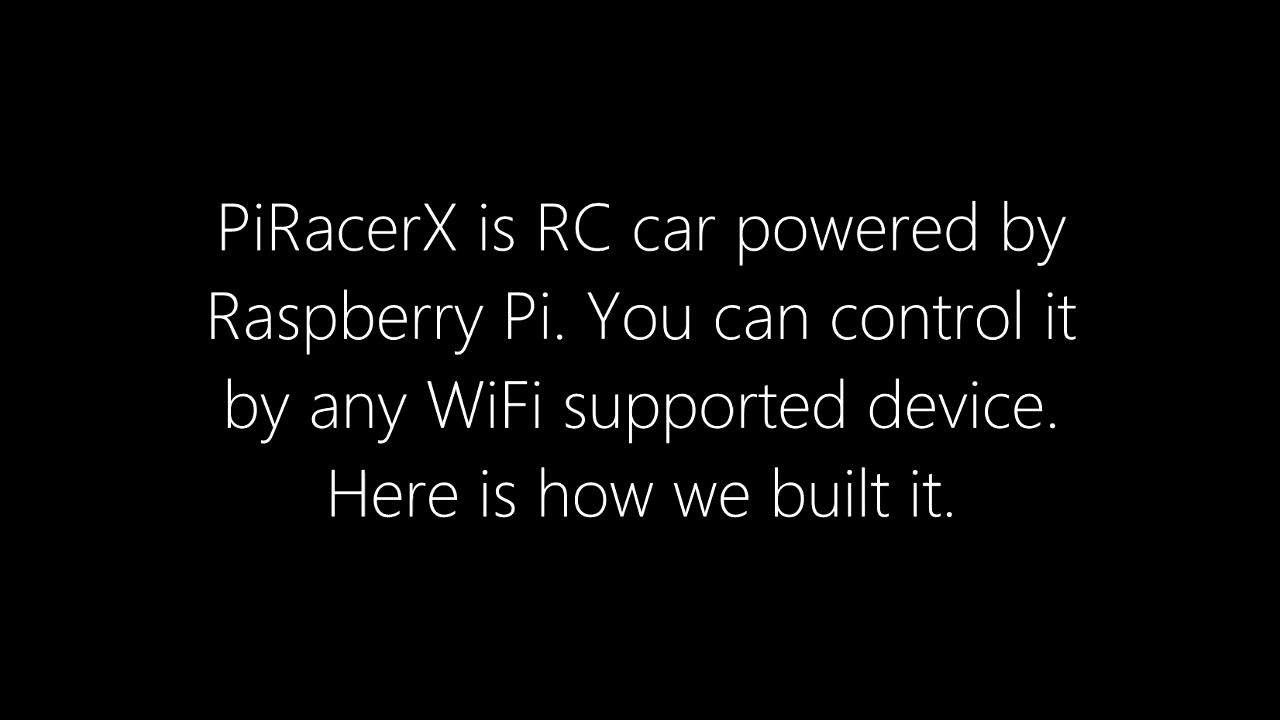 PiRacerX is RC car powered by
Raspberry Pi. You can control it
by any WiFi supported device.
Here is how we built it.